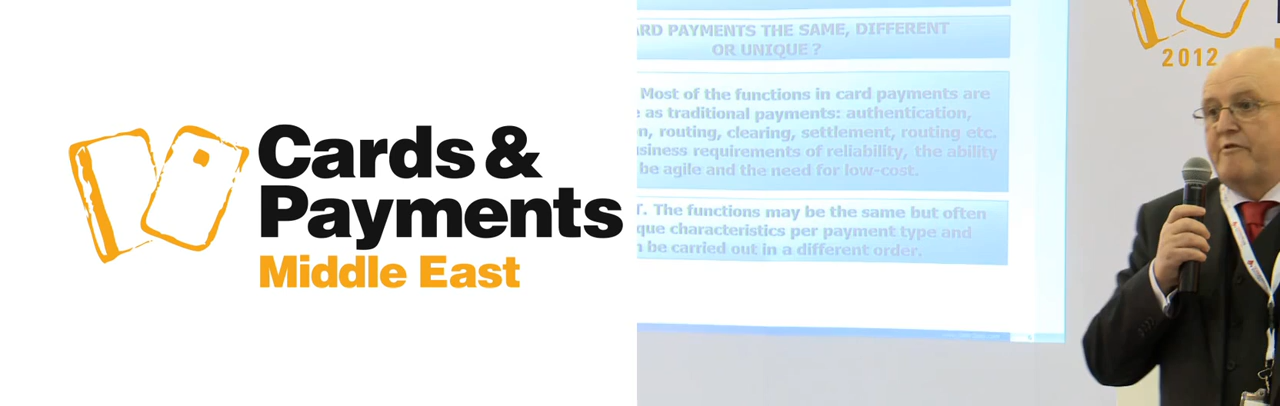 Cards &
Payments
Middle East
ARD PAYMENTS THE SAME, DIFFERENT
OR UNIQUE ?
Most of the functions in card payments are
as traditional payments: authentication,
n, routing, clearing, settlement, routing etc.
siness requirements of reliability, the ability
be agile and the need for low-cost.
T. The functions may be the same but often
que characteristics per payment type and
n be carried out in a different order.
2012